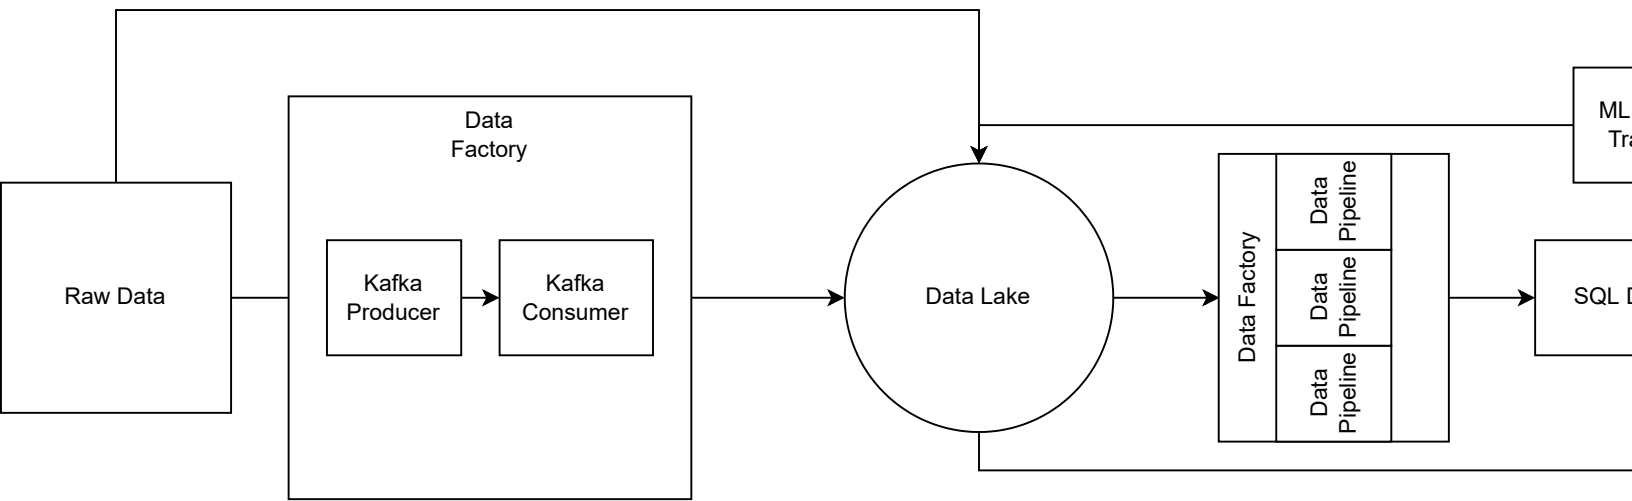 Data
Factory
ML
Raw Data
Kafka
Producer
Kafka
Consumer
Data Lake
Data Factory
Data
Pipeline
Data
Pipeline
Data
Pipeline
SQL